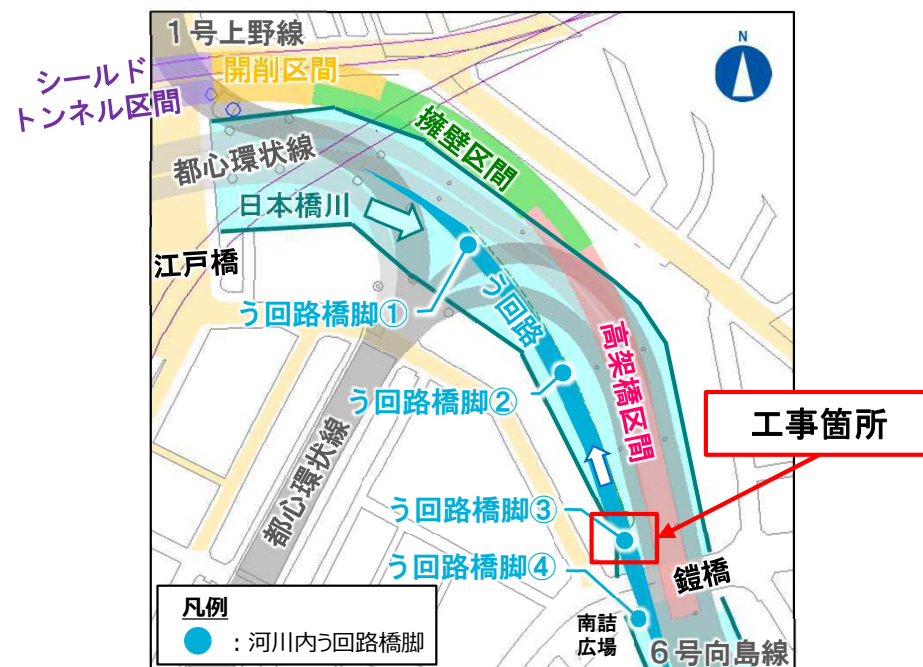 1号上野線
N
シールド
トンネル区間
開削区間
擁壁区間
都心環状線
日本橋川
江戸橋
う回路橋脚①
う回路
高架橋区間
う回路橋脚②
工事箇所
都心環状線
う回路橋脚③
う回路橋脚④
鎧橋
南詰
広場
6号向島線
凡例
：河川内う回路橋脚